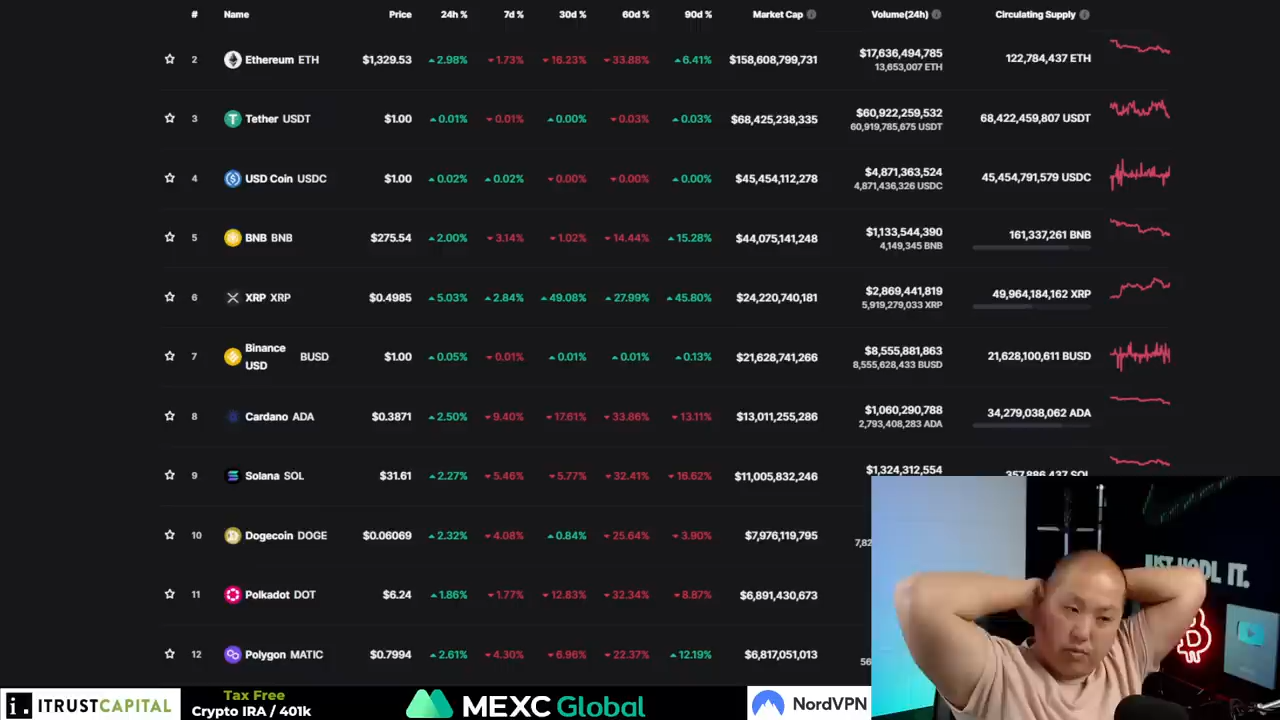 # Name Price 24h % 7d % 30d % 60d % 90d % Market Cap Volume(24h) Circulating Supply
2 Ethereum ETH $1,329.53 2.98% 1.73% 16.23% 33.88% 6.41% $158,608,799,731 $17,636,494,785 122,784,437 ETH
13,653,007 ETH
3 Tether USDT $1.00 0.01% 0.01% 0.00% 0.03% 0.03% $68,425,238,335 $60,922,259,532 68,422,459,807 USDT
60,919,785,675 USDT
4 USD Coin USDC $1.00 0.02% 0.02% 0.00% 0.00% 0.00% $45,454,112,278 $4,871,363,524 45,454,791,579 USDC
4,871,436,326 USDC
5 BNB BNB $275.54 2.00% 3.14% 1.02% 14.44% 15.28% $44,075,141,248 $1,133,544,390 161,337,261 BNB
4,149,345 BNB
6 XRP XRP $0.4985 5.03% 2.84% 49.08% 27.99% 45.80% $24,220,740,181 $2,869,441,819 49,964,184,162 XRP
5,919,279,033 XRP
7 Binance USD BUSD $1.00 0.05% 0.01% 0.01% 0.01% 0.13% $21,628,741,266 $8,555,881,863 21,628,100,611 BUSD
8,555,628,433 BUSD
8 Cardano ADA $0.3871 2.50% 9.40% 17.61% 33.86% 13.11% $13,011,255,286 $1,060,290,788 34,279,038,062 ADA
2,793,408,283 ADA
9 Solana SOL $31.61 2.27% 5.46% 5.77% 32.41% 16.62% $11,005,832,246 $1,324,312,554 357,886,437 SOL
10 Dogecoin DOGE $0.06069 2.32% 4.08% 0.84% 25.64% 3.90% $7,976,119,795
7,82
11 Polkadot DOT $6.24 1.86% 1.77% 12.83% 32.34% 8.87% $6,891,430,673
12 Polygon MATIC $0.7994 2.61% 4.30% 6.96% 22.37% 12.19% $6,817,051,013
56
JUST HODL IT.
i. ITRUSTCAPITAL
Tax Free
Crypto IRA / 401k
MEXC Global
NordVPN